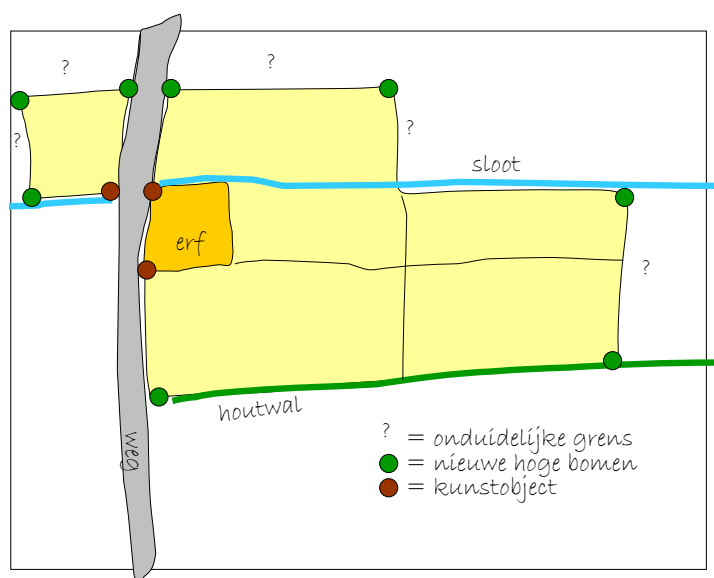 ?
?
?
?
sloot
erf
?
houtwal
weg
? = onduidelijke grens
= nieuwe hoge bomen
= kunstobject